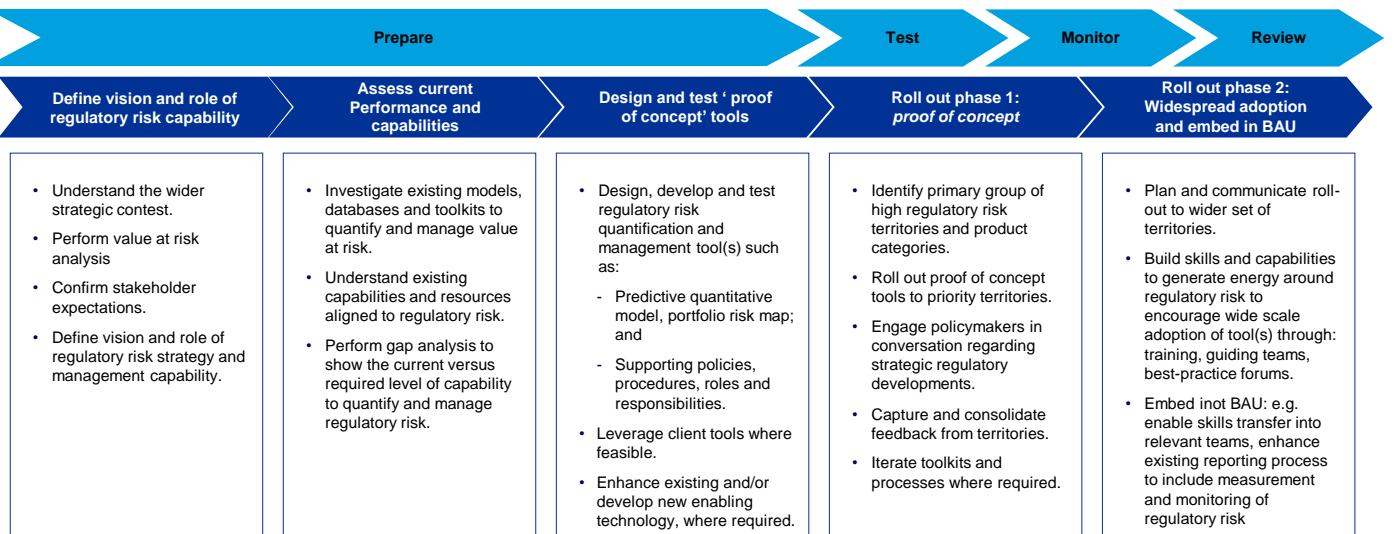 Prepare
Test
Monitor
Review
Define vision and role of
regulatory risk capability
Assess current
Performance and
capabilities
Design and test ‘ proof
of concept’ tools
Roll out phase 1:
proof of concept
Roll out phase 2:
Widespread adoption
and embed in BAU
• Understand the wider
strategic contest.
• Perform value at risk
analysis
• Confirm stakeholder
expectations.
• Define vision and role of
regulatory risk strategy and
management capability.
• Investigate existing models,
databases and toolkits to
quantify and manage value
at risk.
• Understand existing
capabilities and resources
aligned to regulatory risk.
• Perform gap analysis to
show the current versus
required level of capability
to quantify and manage
regulatory risk.
• Design, develop and test
regulatory risk
quantification and
management tool(s) such
as:
- Predictive quantitative
model, portfolio risk map;
and
- Supporting policies,
procedures, roles and
responsibilities.
• Leverage client tools where
feasible.
• Enhance existing and/or
develop new enabling
technology, where required.
• Identify primary group of
high regulatory risk
territories and product
categories.
• Roll out proof of concept
tools to priority territories.
• Engage policymakers in
conversation regarding
strategic regulatory
developments.
• Capture and consolidate
feedback from territories.
• Iterate toolkits and
processes where required.
• Plan and communicate roll-
out to wider set of
territories.
• Build skills and capabilities
to generate energy around
regulatory risk to
encourage wide scale
adoption of tool(s) through:
training, guiding teams,
best-practice forums.
• Embed inot BAU: e.g.
enable skills transfer into
relevant teams, enhance
existing reporting process
to include measurement
and monitoring of
regulatory risk